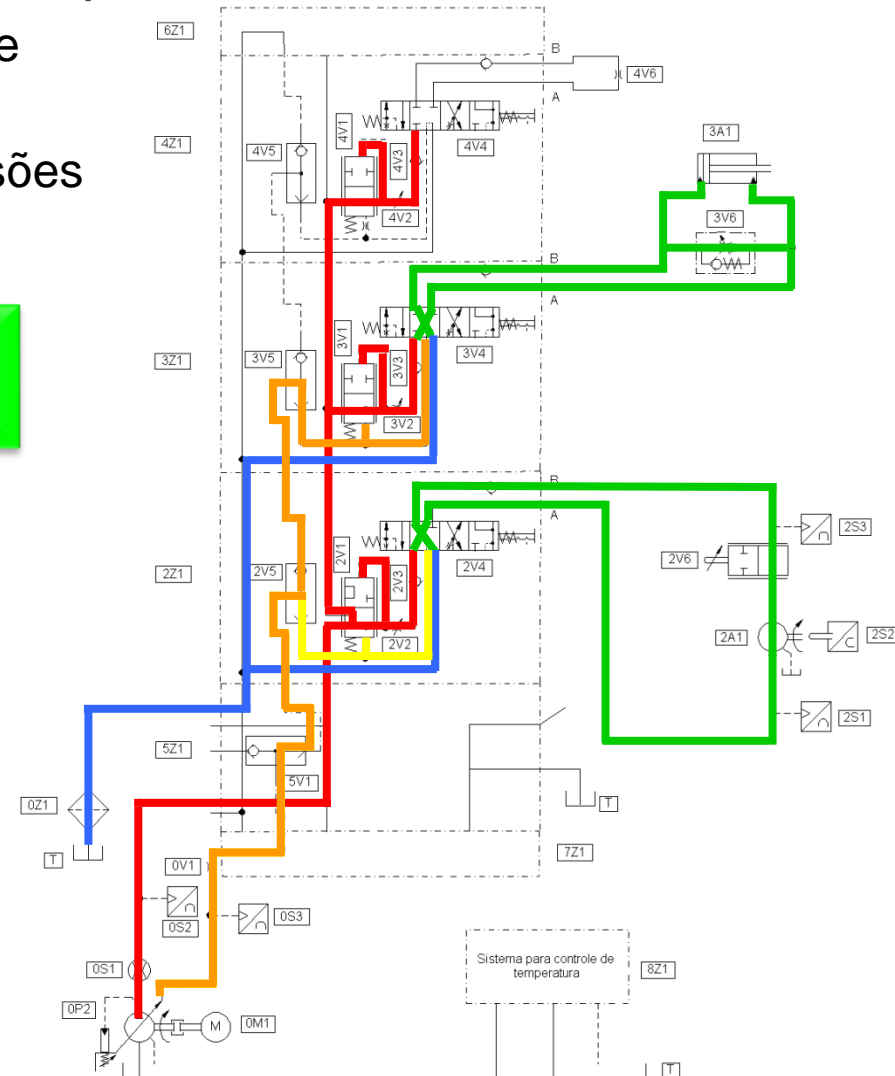 e
sões
6Z1
B
4V6
A
4Z1
4V5
4V1
4V3
4V4
4V2
3A1
3V6
B
A
3Z1
3V5
3V1
3V3
3V4
3V2
B
A
2Z1
2V5
2V1
2V3
2V4
2V2
2V6
2S3
2A1
2S2
2S1
5Z1
5V1
0Z1
T
T
0V1
7Z1
0S2
0S3
0S1
0P2
M
0M1
Sistema para controle de
temperatura
8Z1
T